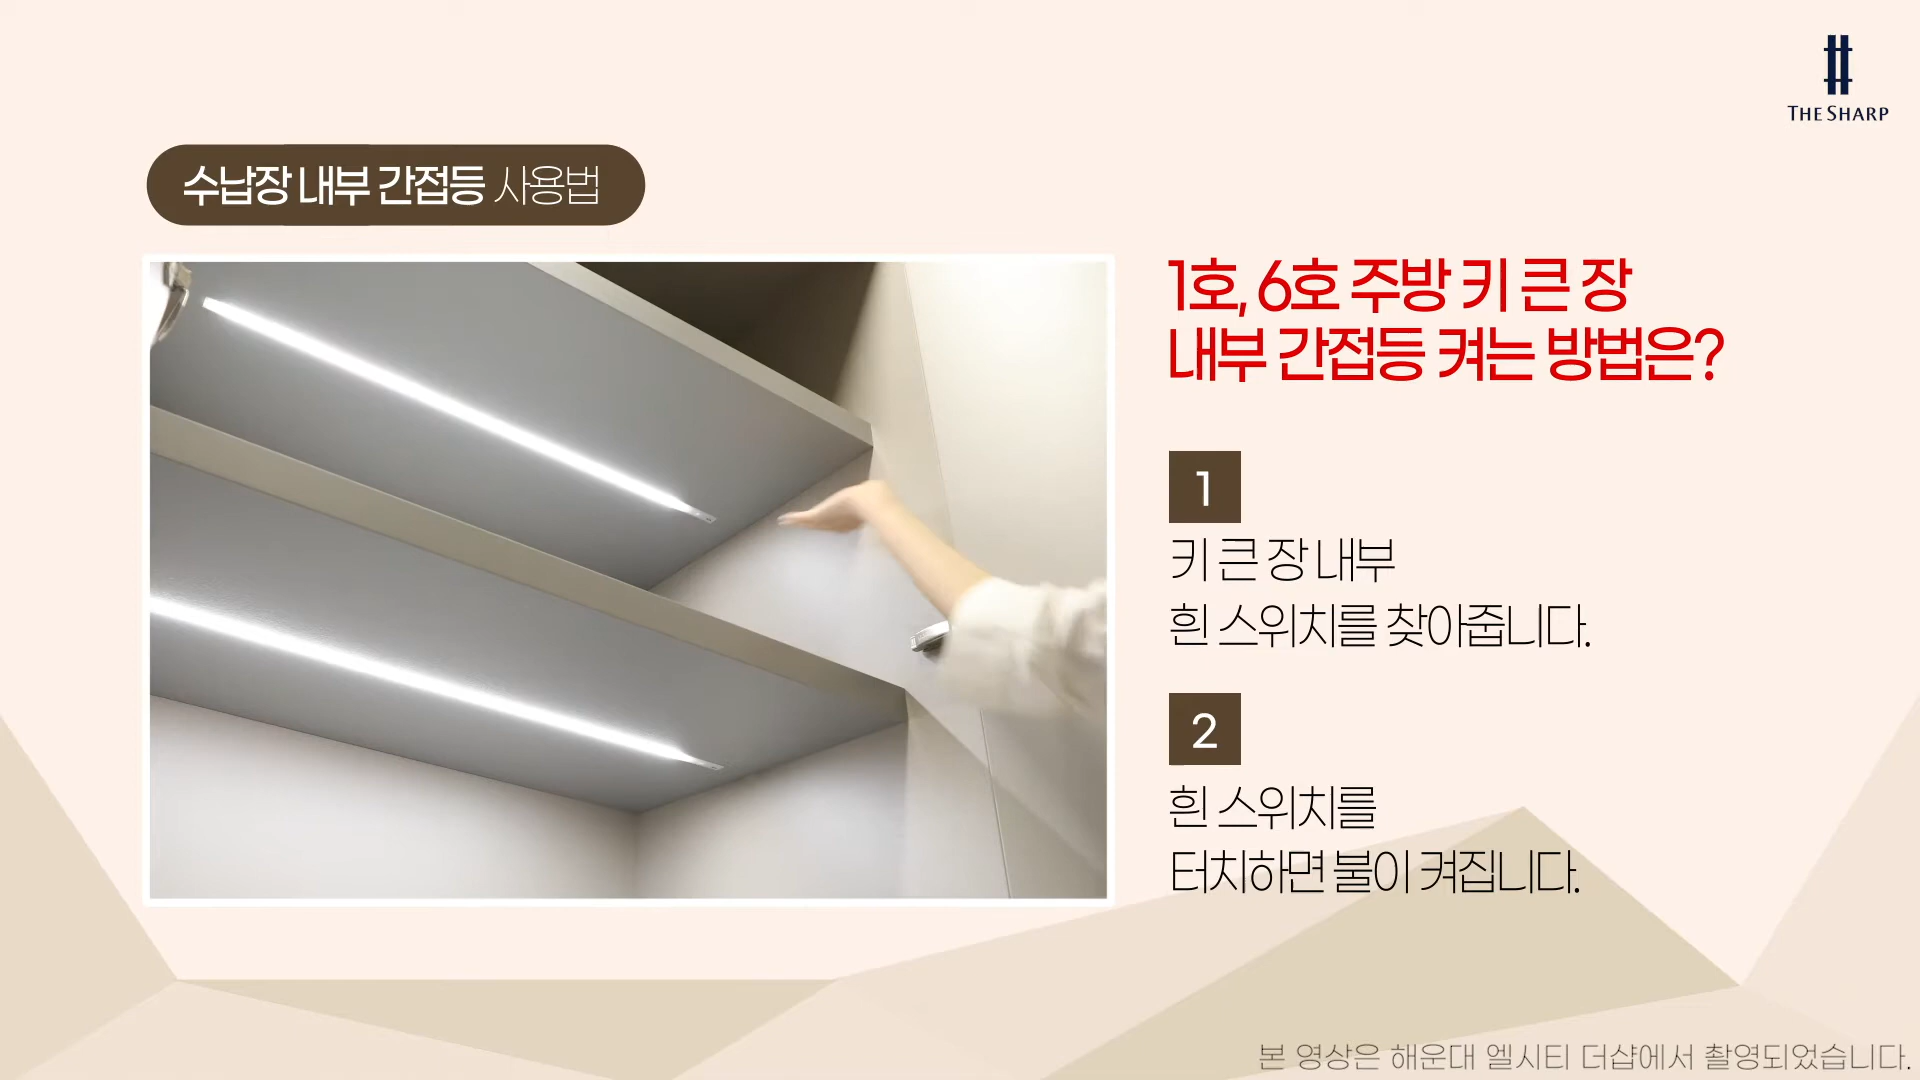 THE SHARP
수납장 내부 간접등 사용법
1호, 6호 주방 키 큰 장
내부 간접등 켜는 방법은?
1
키 큰 장 내부
흰 스위치를 찾아줍니다.
2
흰 스위치를
터치하면 불이 켜집니다.
본 영상은 해운대 엘시티 더샵에서 촬영되었습니다.